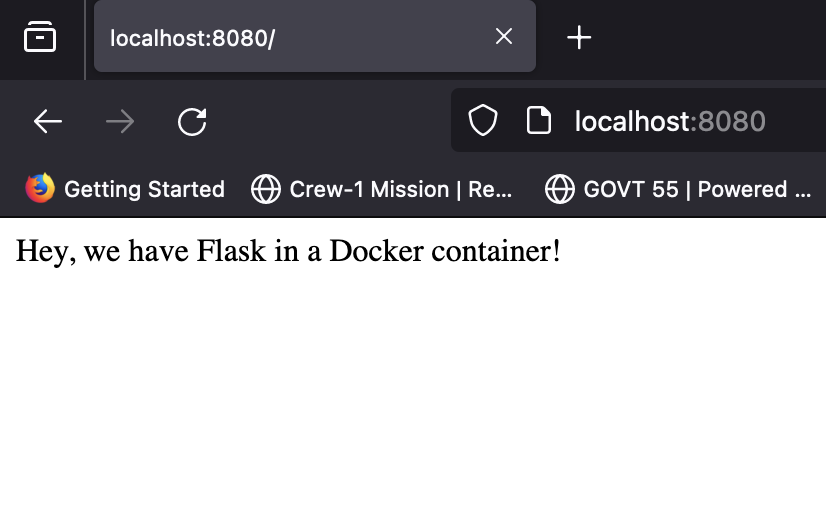 localhost:8080/
localhost:8080
Getting Started Crew-1 Mission | Re... GOVT 55 | Powered ...
Hey, we have Flask in a Docker container!